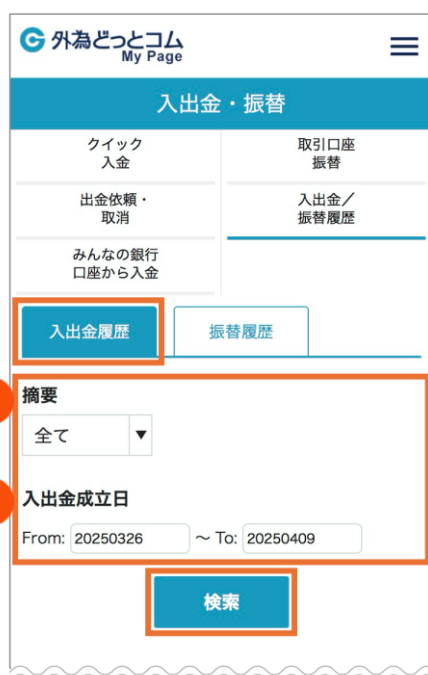 外為どっとコム
My Page
入出金・振替
クイック
入金
取引口座
振替
出金依頼・
取消
入出金／
振替履歴
みんなの銀行
口座から入金
入出金履歴
振替履歴
摘要
全て ▼
入出金成立日
From: 20250326 ～ To: 20250409
検索